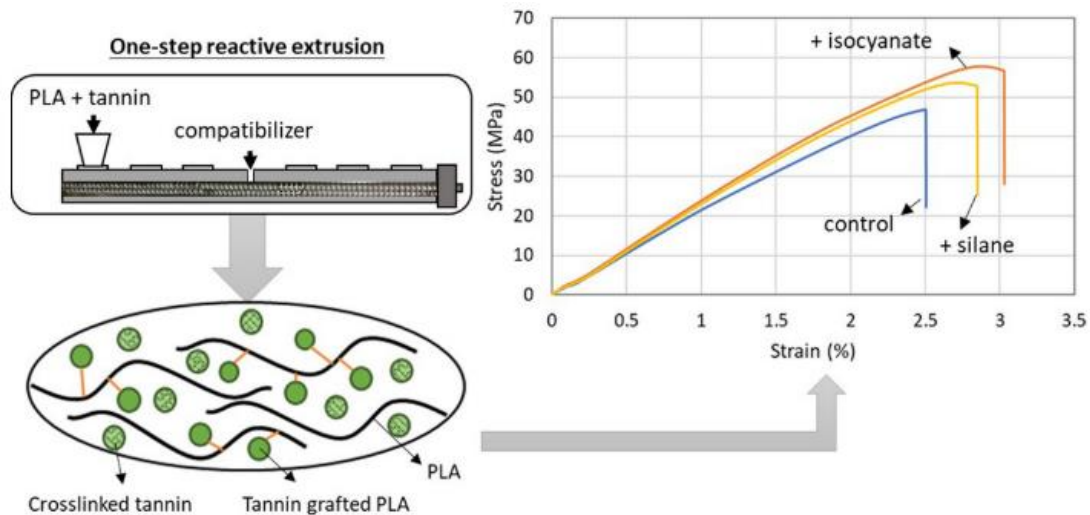 One-step reactive extrusion
PLA + tannin
compatibilizer
Crosslinked tannin
Tannin grafted PLA
PLA
Stress (MPa)
70
60
50
40
30
20
10
0
0
0.5
1
1.5
2
2.5
3
3.5
Strain (%)
+ isocyanate
control
+ silane